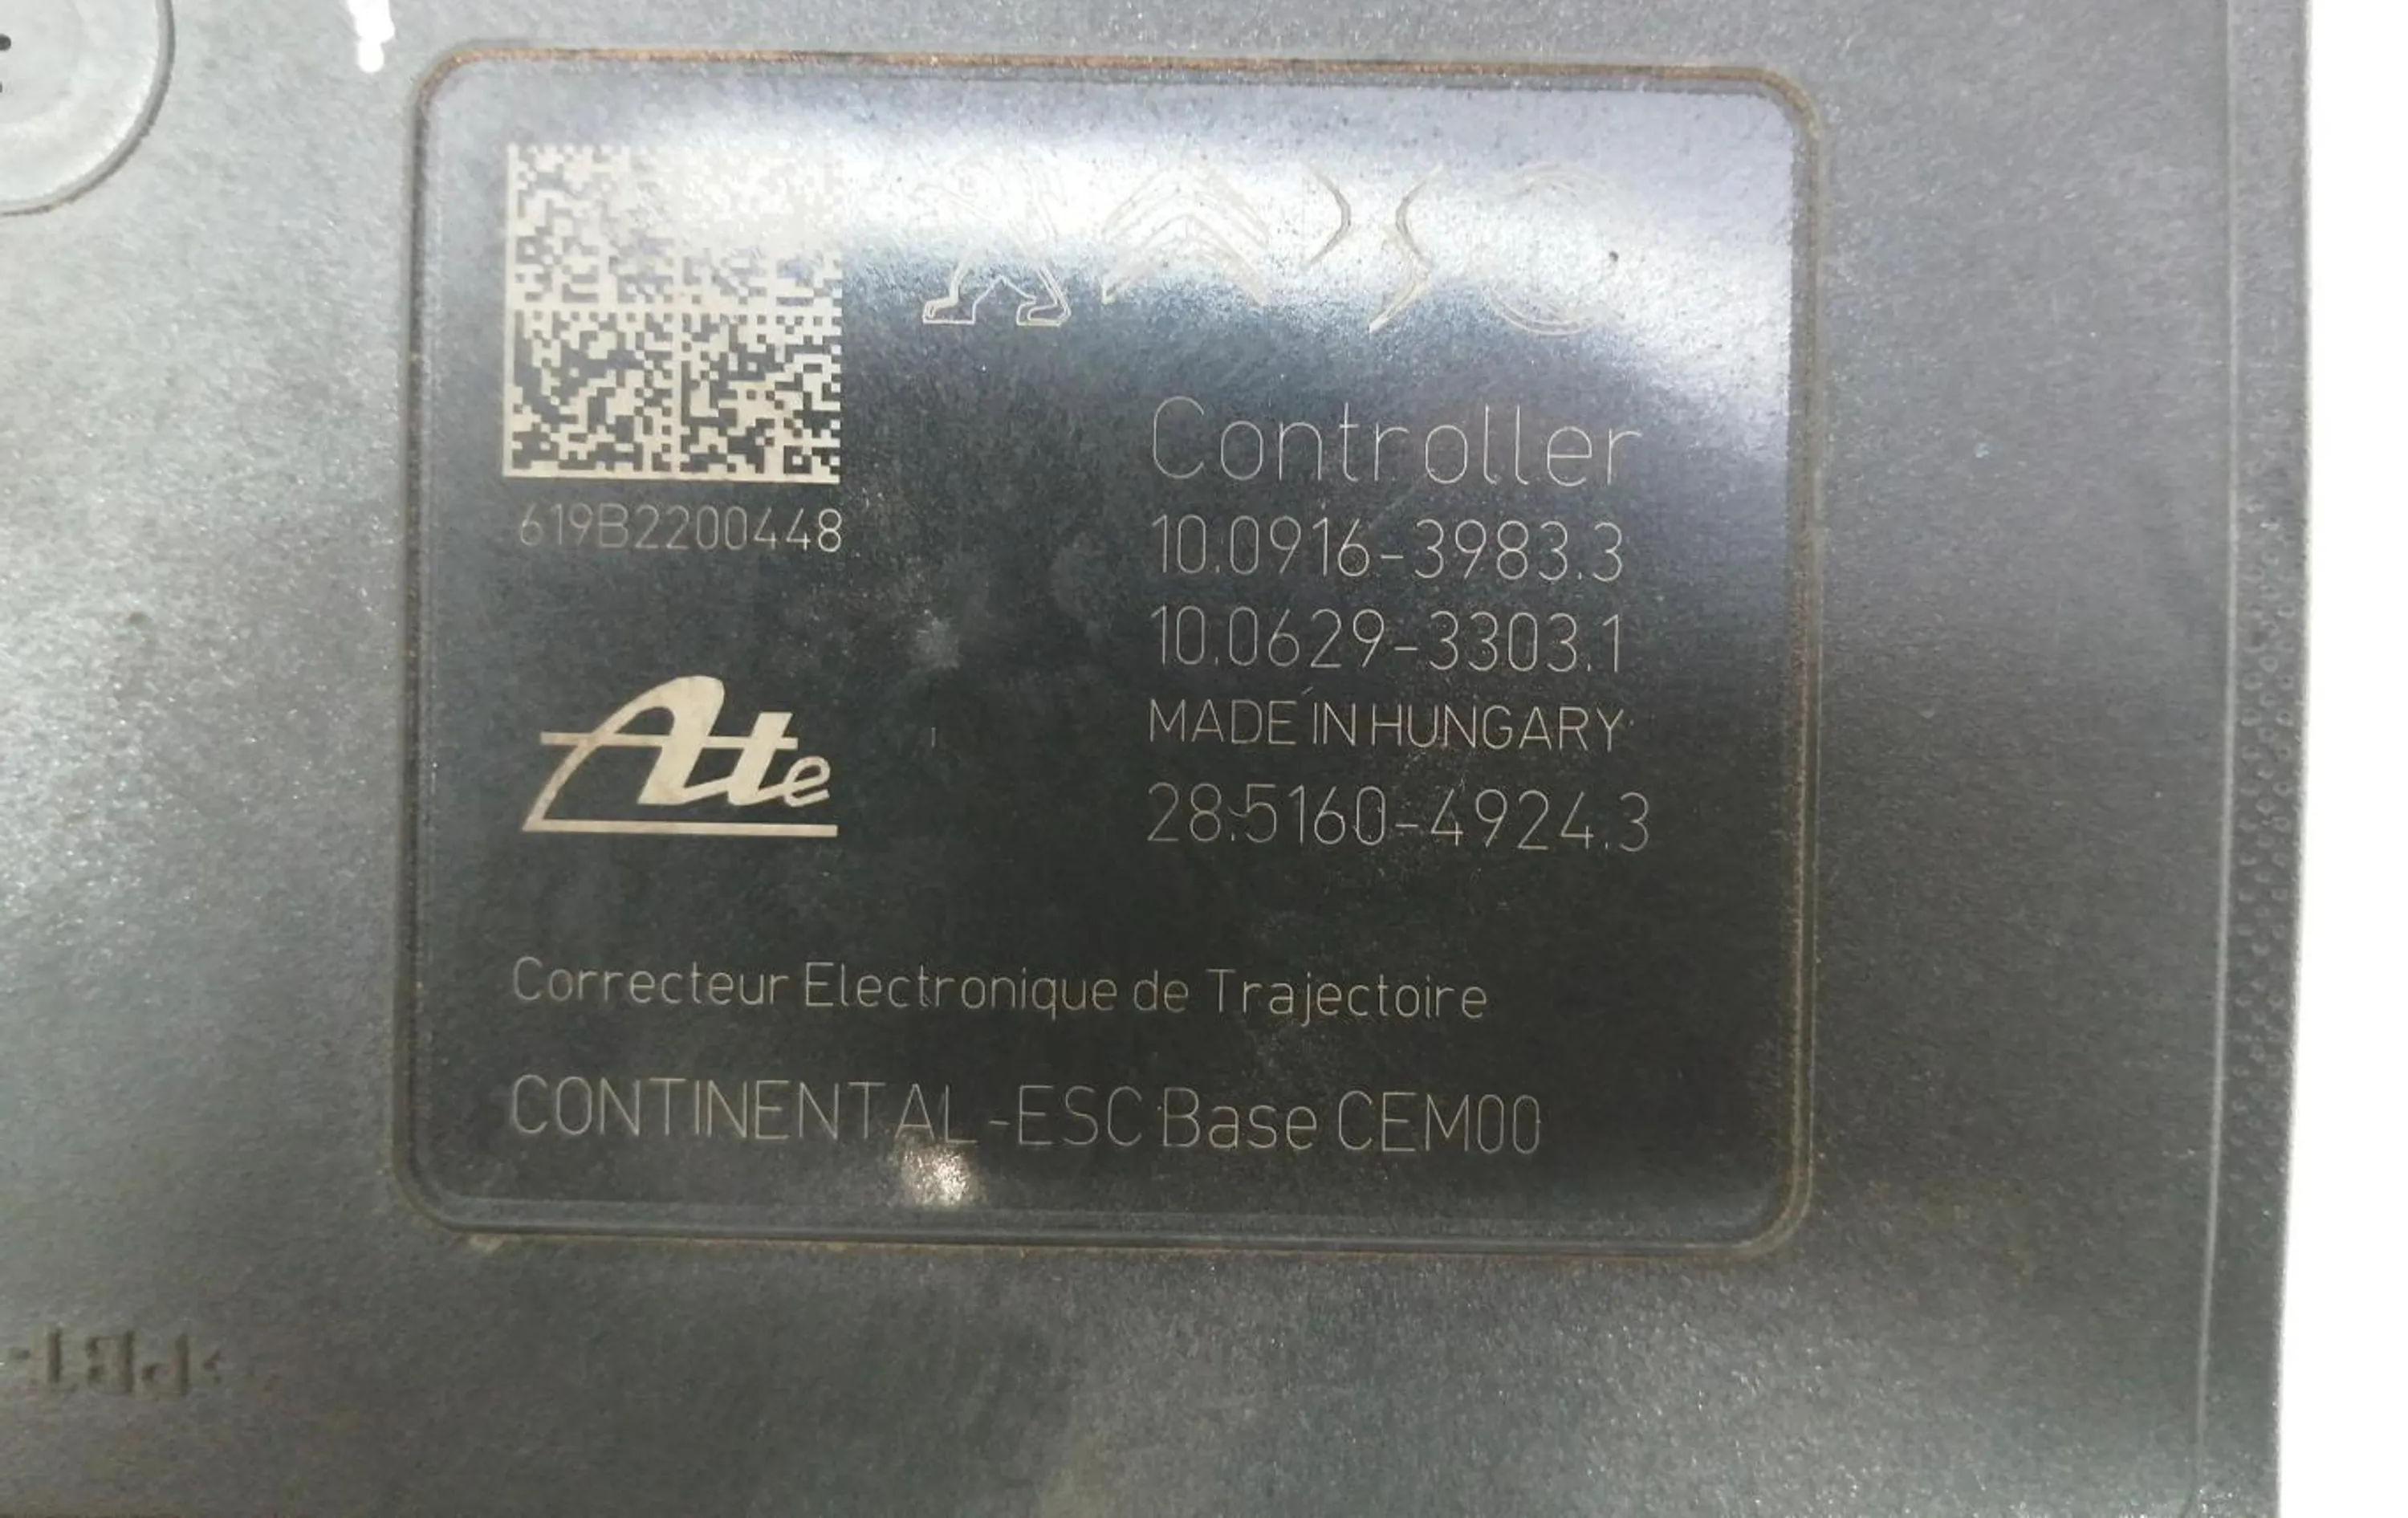 619B2200448
Controller
10.0916-3983.3
10.0629-3303.1
MADE IN HUNGARY
28.5160-4924.3
Ate
Correcteur Electronique de Trajectoire
CONTINENTAL-ESC Base CEM00